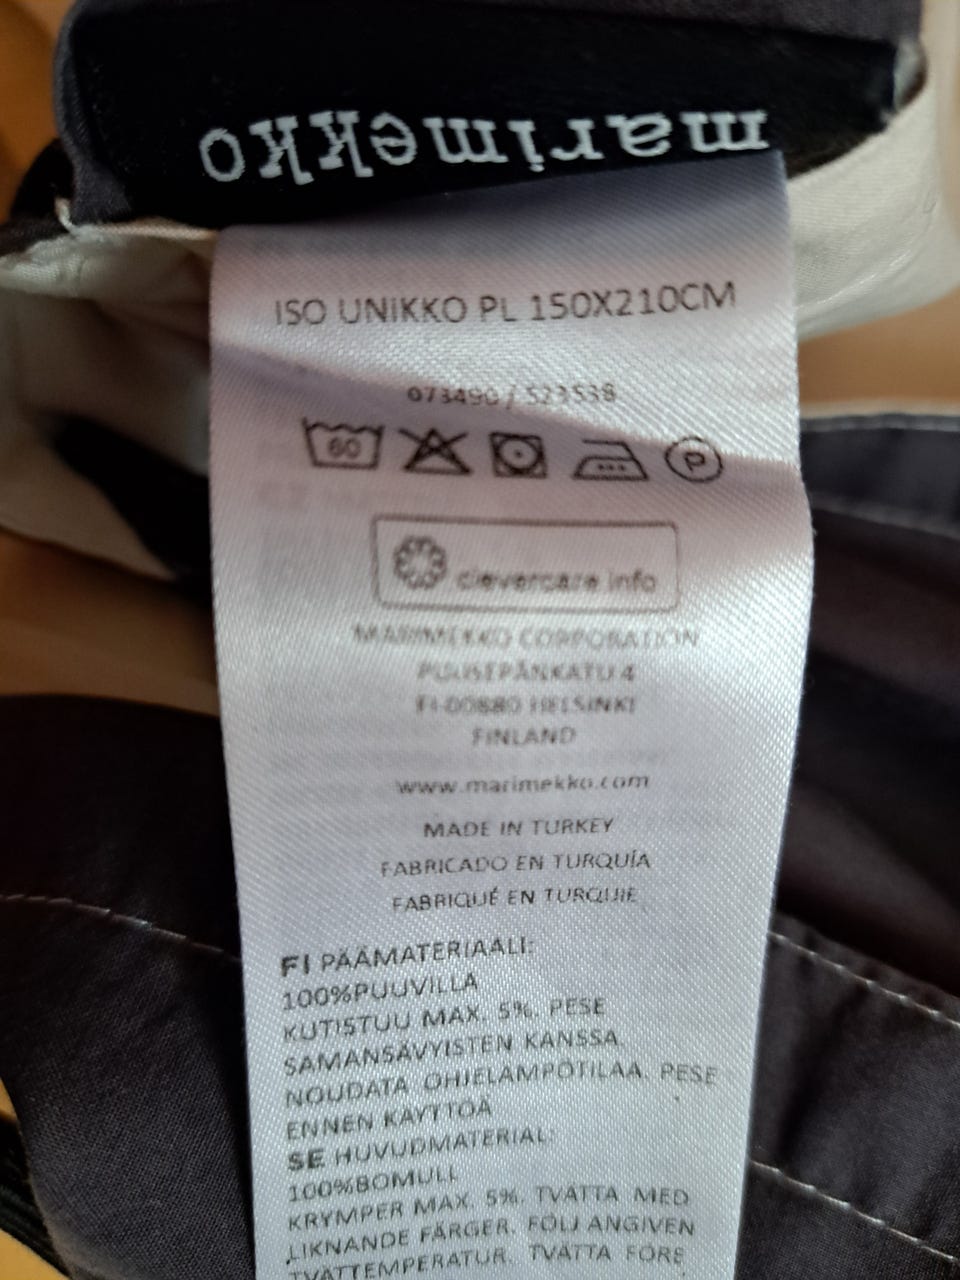 marimekko
ISO UNIKKO PL 150X210CM
073490 / 523538
60
P
clevercare.info
MARIMEKKO CORPORATION
PUUSEPÄNKATU 4
FI-00880 HELSINKI
FINLAND
www.marimekko.com
MADE IN TURKEY
FABRICADO EN TURQUÍA
FABRIQUÉ EN TURQUIE
FI PÄÄMATERIAALI:
100%PUUVILLA
KUTISTUU MAX. 5%. PESE
SAMANSÄVYISTEN KANSSA.
NOUDATA OHJELÄMPÖTILAA. PESE
ENNEN KÄYTTÖÄ
SE HUVUDMATERIAL:
100%BOMULL
KRYMPER MAX. 5%. TVÄTTA MED
LIKNANDE FÄRGER. FÖLJ ANGIVEN
TVÄTTEMPERATUR. TVÄTTA FÖRE